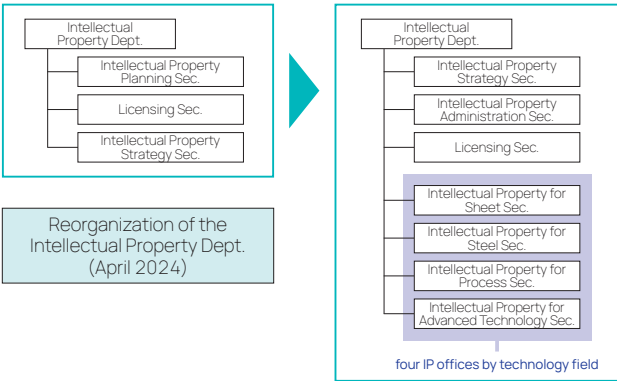 Intellectual
Property Dept.
Intellectual Property
Planning Sec.
Licensing Sec.
Intellectual Property
Strategy Sec.
Reorganization of the
Intellectual Property Dept.
(April 2024)
Intellectual
Property Dept.
Intellectual Property
Strategy Sec.
Intellectual Property
Administration Sec.
Licensing Sec.
Intellectual Property for
Sheet Sec.
Intellectual Property for
Steel Sec.
Intellectual Property for
Process Sec.
Intellectual Property for
Advanced Technology Sec.
four IP offices by technology field